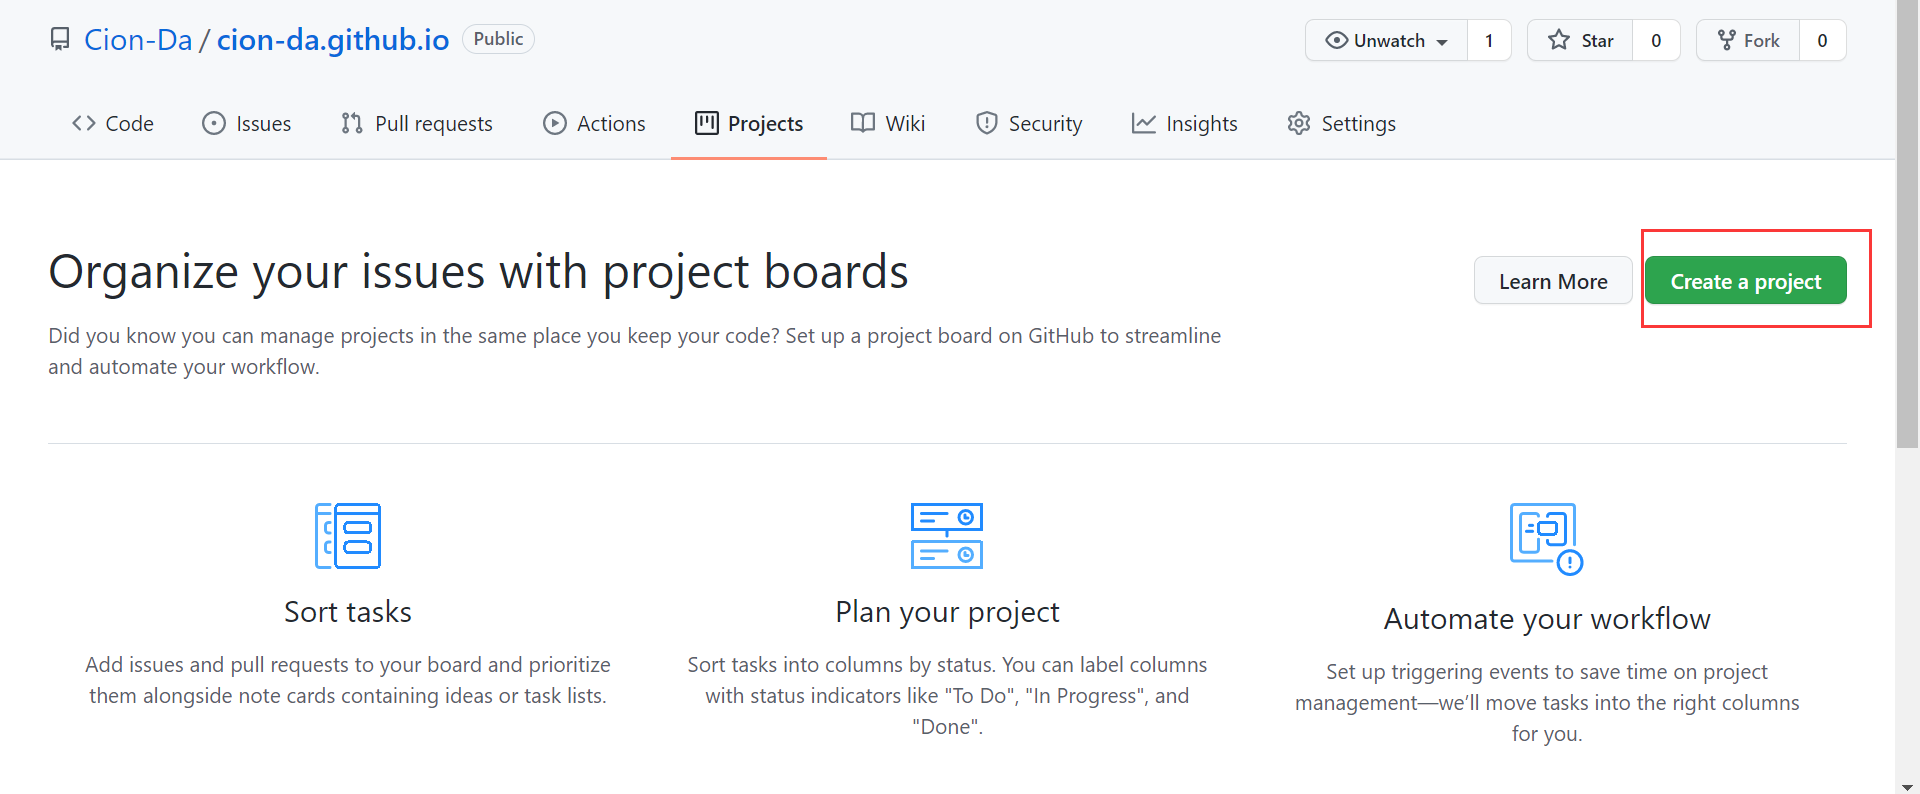 Cion-Da / cion-da.github.io Public
Unwatch 1 Star 0 Fork 0
Code Issues Pull requests Actions Projects Wiki Security Insights Settings
Organize your issues with project boards
Learn More Create a project
Did you know you can manage projects in the same place you keep your code? Set up a project board on GitHub to streamline
and automate your workflow.
Sort tasks
Add issues and pull requests to your board and prioritize
them alongside note cards containing ideas or task lists.
Plan your project
Sort tasks into columns by status. You can label columns
with status indicators like "To Do", "In Progress", and
"Done".
Automate your workflow
Set up triggering events to save time on project
management—we’ll move tasks into the right columns
for you.